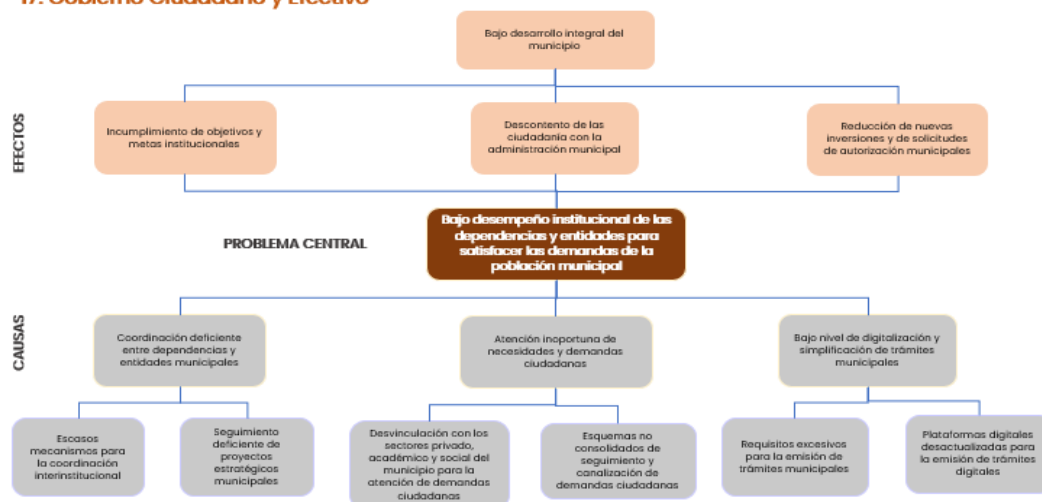 17. Gobierno Ciudadano y Efectivo
Bajo desarrollo integral del
municipio
EFECTOS
Incumplimiento de objetivos y
metas institucionales
Descontento de las
ciudadanía con la
administración municipal
Reducción de nuevas
inversiones y de solicitudes
de autorización municipales
PROBLEMA CENTRAL
Bajo desempeño institucional de las
dependencias y entidades para
satisfacer las demandas de la
población municipal
CAUSAS
Coordinación deficiente
entre dependencias y
entidades municipales
Atención inoportuna de
necesidades y demandas
ciudadanas
Bajo nivel de digitalización y
simplificación de trámites
municipales
Escasos
mecanismos para
la coordinación
interinstitucional
Seguimiento
deficiente de
proyectos
estratégicos
municipales
Desvinculación con los
sectores privado,
académico y social del
municipio para la
atención de demandas
ciudadanas
Esquemas no
consolidados de
seguimiento y
canalización de
demandas ciudadanas
Requisitos excesivos
para la emisión de
trámites municipales
Plataformas digitales
desactualizadas para
la emisión de trámites
digitales